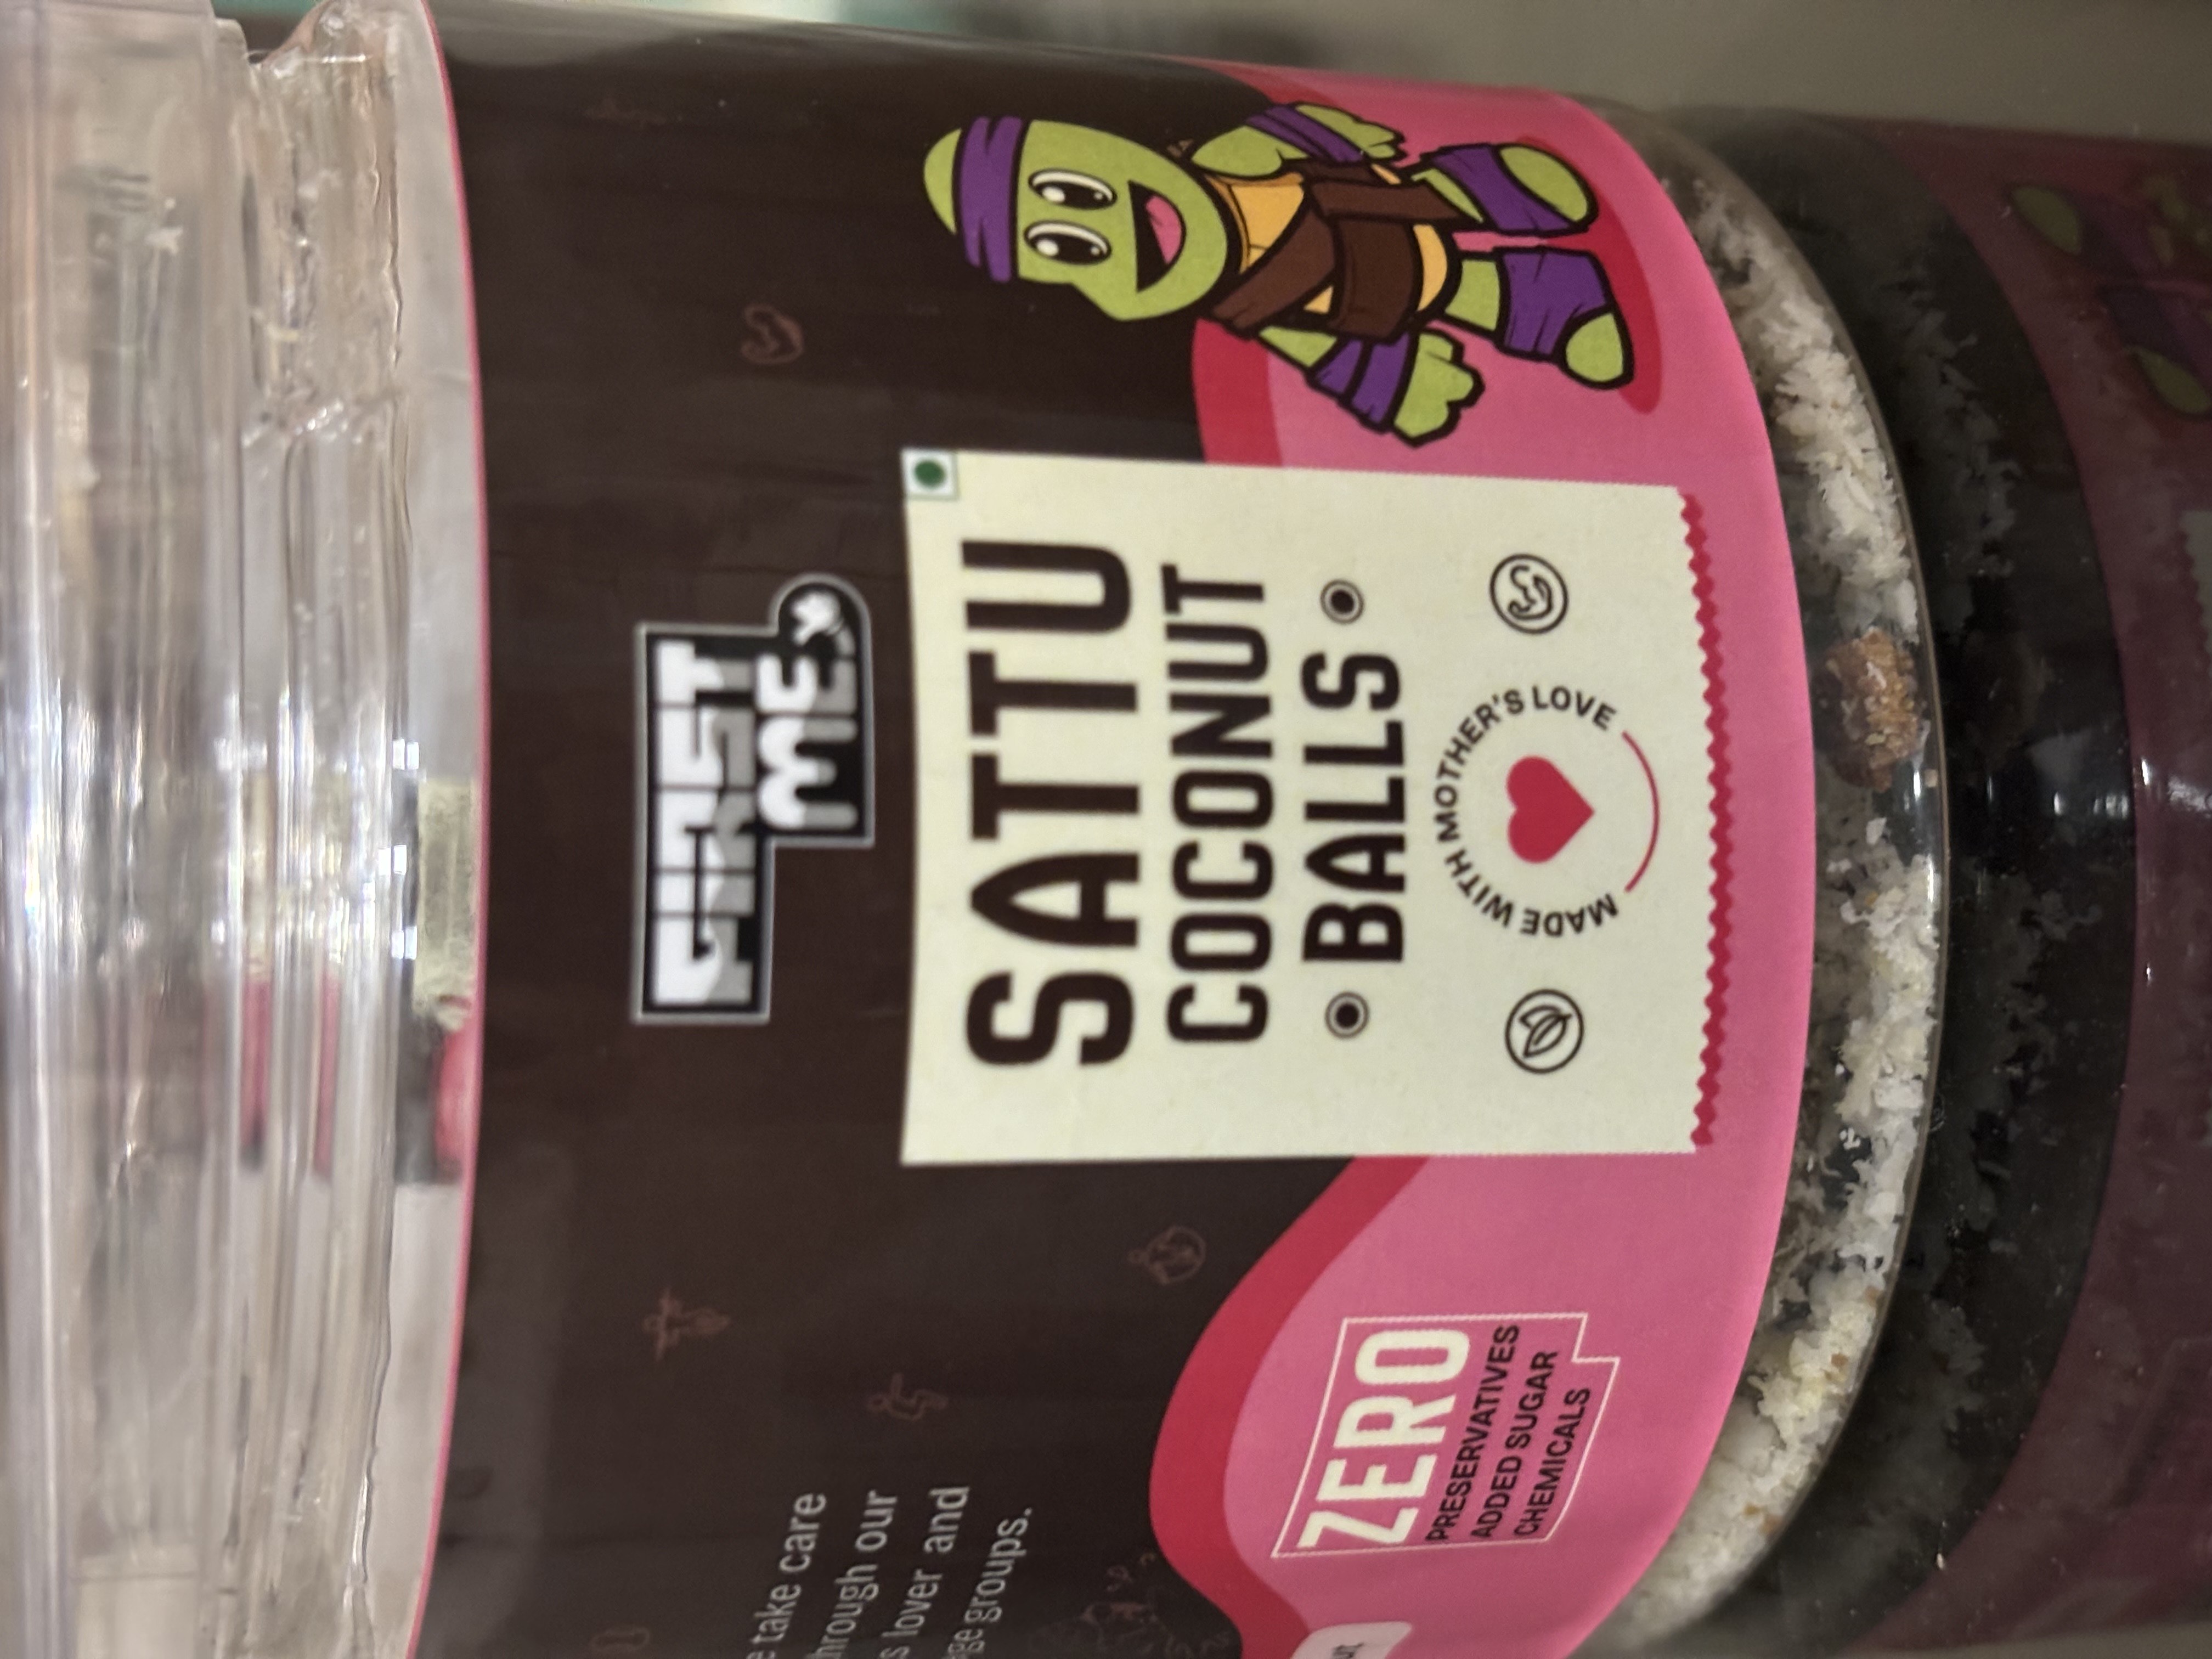 FIRST
ME
SATTU
COCONUT
BALLS
MADE WITH MOTHER'S LOVE
ZERO
PRESERVATIVES
ADDED SUGAR
CHEMICALS
take care
through our
lover and
groups.